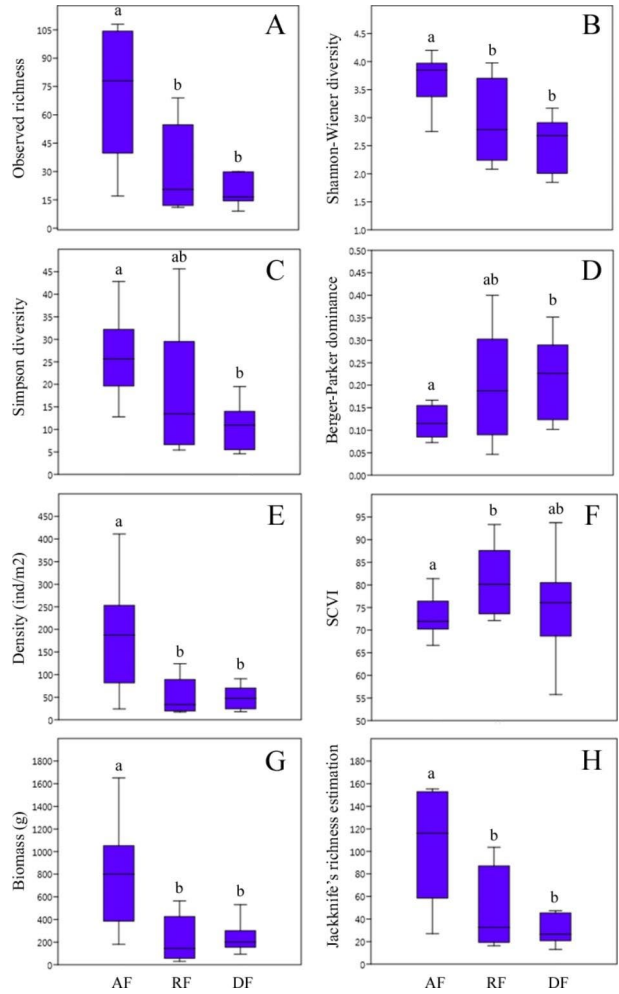 A
Observed richness
105
90
75
60
45
30
15
0
a
b
b
B
Shannon-Wiener diversity
4.5
4.0
3.5
3.0
2.5
2.0
1.5
1.0
a
b
b
C
Simpson diversity
45
40
35
30
25
20
15
10
5
0
a
ab
b
D
Berger-Parker dominance
0.50
0.45
0.40
0.35
0.30
0.25
0.20
0.15
0.10
0.05
0.00
a
ab
b
E
Density (ind/m2)
450
400
350
300
250
200
150
100
50
0
a
b
b
F
SCVI
95
90
85
80
75
70
65
60
55
50
a
b
ab
G
Biomass (g)
1800
1600
1400
1200
1000
800
600
400
200
0
a
b
b
AF RF DF
H
Jackknife's richness estimation
180
160
140
120
100
80
60
40
20
0
a
b
b
AF RF DF